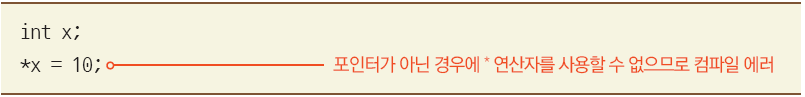 int x;
*x = 10; 포인터가 아닌 경우에 * 연산자를 사용할 수 없으므로 컴파일 에러